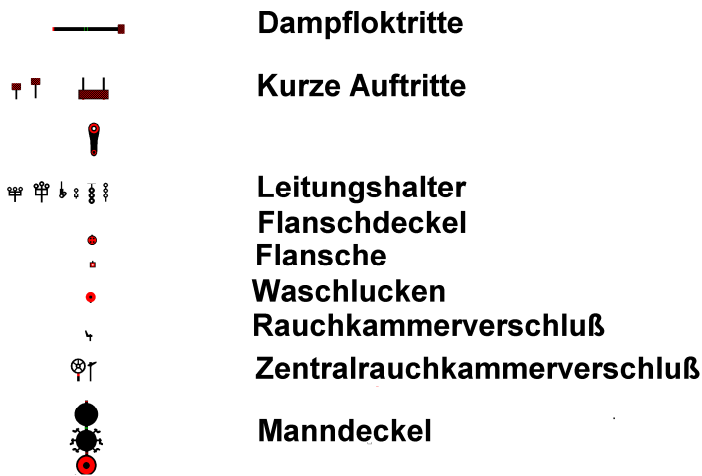 Dampfloktritte
Kurze Auftritte
Leitungshalter
Flanschdeckel
Flansche
Waschlucken
Rauchkammerverschluß
Zentralrauchkammerverschluß
Manndeckel